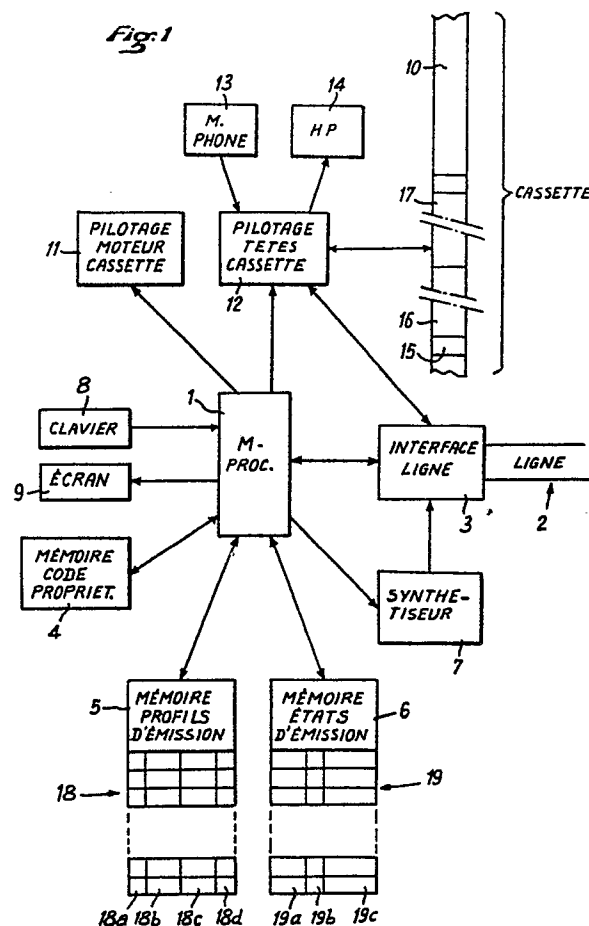 Fig. 1
10
13
M.
PHONE
14
HP
CASSETTE
17
PILOTAGE
MOTEUR
CASSETTE
11
PILOTAGE
TETES
CASSETTE
12
16
15
1
M-
PROC.
8
CLAVIER
9
ÉCRAN
INTERFACE
LIGNE
3
LIGNE
2
MÉMOIRE
CODE
PROPRIET.
4
SYNTHE-
TISEUR
7
5
MÉMOIRE
PROFILS
D'ÉMISSION
MÉMOIRE
ÉTATS
D'ÉMISSION
6
18
19
18a 18b 18c 18d
19a 19b 19c